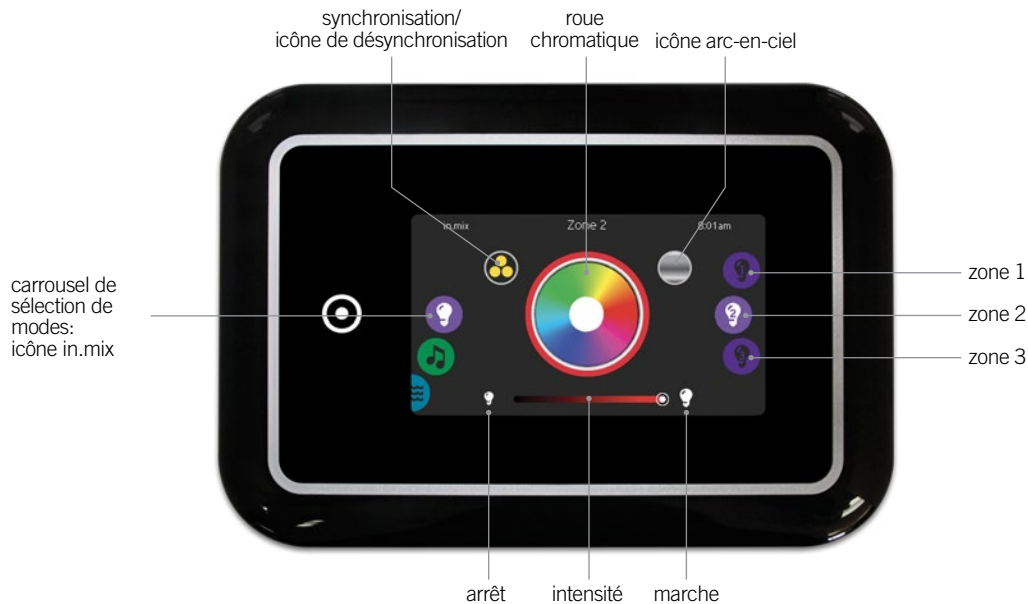 synchronisation/
icône de désynchronisation
roue
chromatique
icône arc-en-ciel
in.mix
Zone 2
8:01am
carrousel de
sélection de
modes:
icône in.mix
zone 1
2
zone 2
zone 3
arrêt
intensité
marche